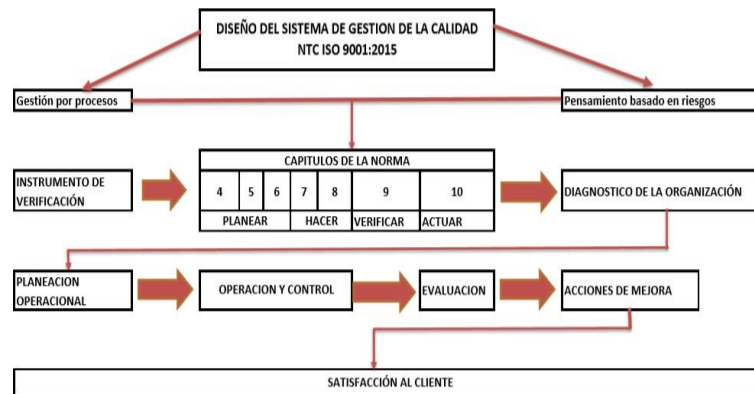 DISEÑO DEL SISTEMA DE GESTION DE LA CALIDAD
NTC ISO 9001:2015
Gestión por procesos
Pensamiento basado en riesgos
CAPITULOS DE LA NORMA
INSTRUMENTO DE
VERIFICACIÓN
4 5 6 7 8 9 10
PLANEAR HACER VERIFICAR ACTUAR
DIAGNOSTICO DE LA ORGANIZACIÓN
PLANEACION
OPERACIONAL
OPERACION Y CONTROL
EVALUACION
ACCIONES DE MEJORA
SATISFACCIÓN AL CLIENTE